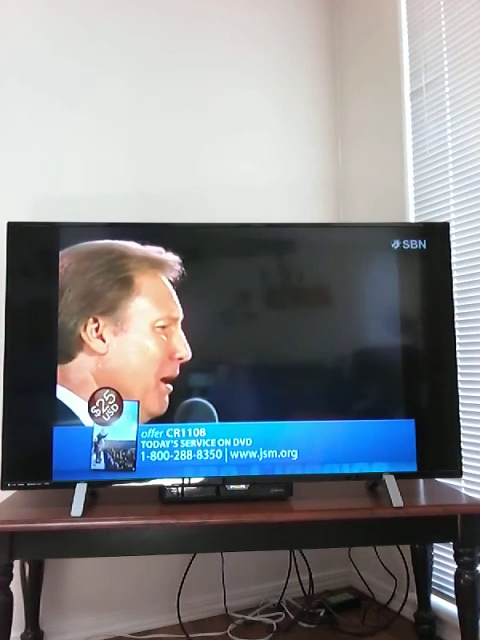 SBN
$25
USD
offer CR1108
TODAY'S SERVICE ON DVD
1-800-288-8350 | www.jsm.org